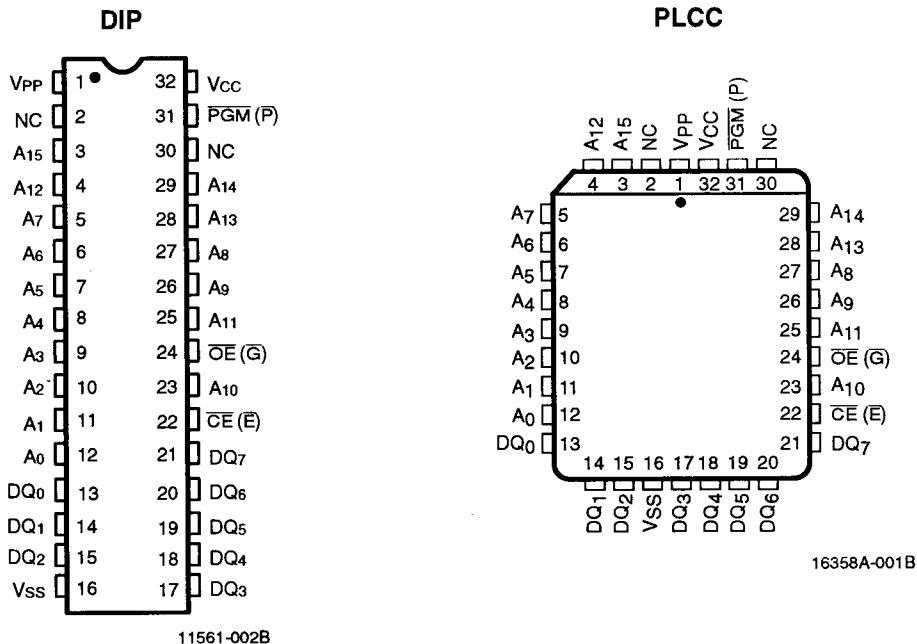 DIP
VPP 1 32 VCC
NC 2 31 P̅G̅M̅ (P̅)
A15 3 30 NC
A12 4 29 A14
A7 5 28 A13
A6 6 27 A8
A5 7 26 A9
A4 8 25 A11
A3 9 24 O̅E̅ (G̅)
A2 10 23 A10
A1 11 22 C̅E̅ (E̅)
A0 12 21 DQ7
DQ0 13 20 DQ6
DQ1 14 19 DQ5
DQ2 15 18 DQ4
VSS 16 17 DQ3
11561-002B
PLCC
A12 A15 NC VPP VCC P̅G̅M̅ (P) NC
4 3 2 1 32 31 30
A7 5 29 A14
A6 6 28 A13
A5 7 27 A8
A4 8 26 A9
A3 9 25 A11
A2 10 24 O̅E̅ (G̅)
A1 11 23 A10
A0 12 22 C̅E̅ (E̅)
DQ0 13 21 DQ7
14 15 16 17 18 19 20
DQ1 DQ2 VSS DQ3 DQ4 DQ5 DQ6
16358A-001B